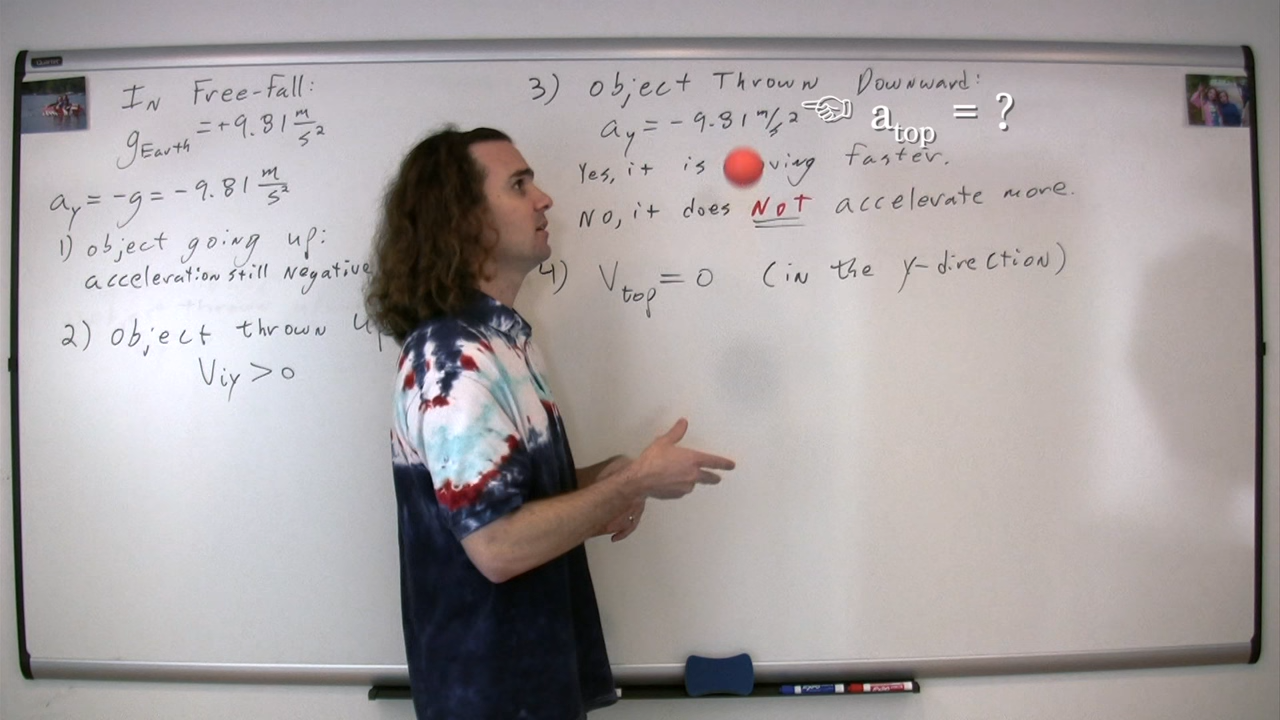 In Free-Fall:
gEarth = +9.81 m/s²
ay = -g = -9.81 m/s²
1) object going up:
acceleration still Negative
2) object thrown up
Viy > 0
3) object Thrown Downward:
ay = -9.81 m/s²
atop = ?
Yes, it is faster.
No, it does NOT accelerate more.
4) Vtop = 0 (in the y-direction)